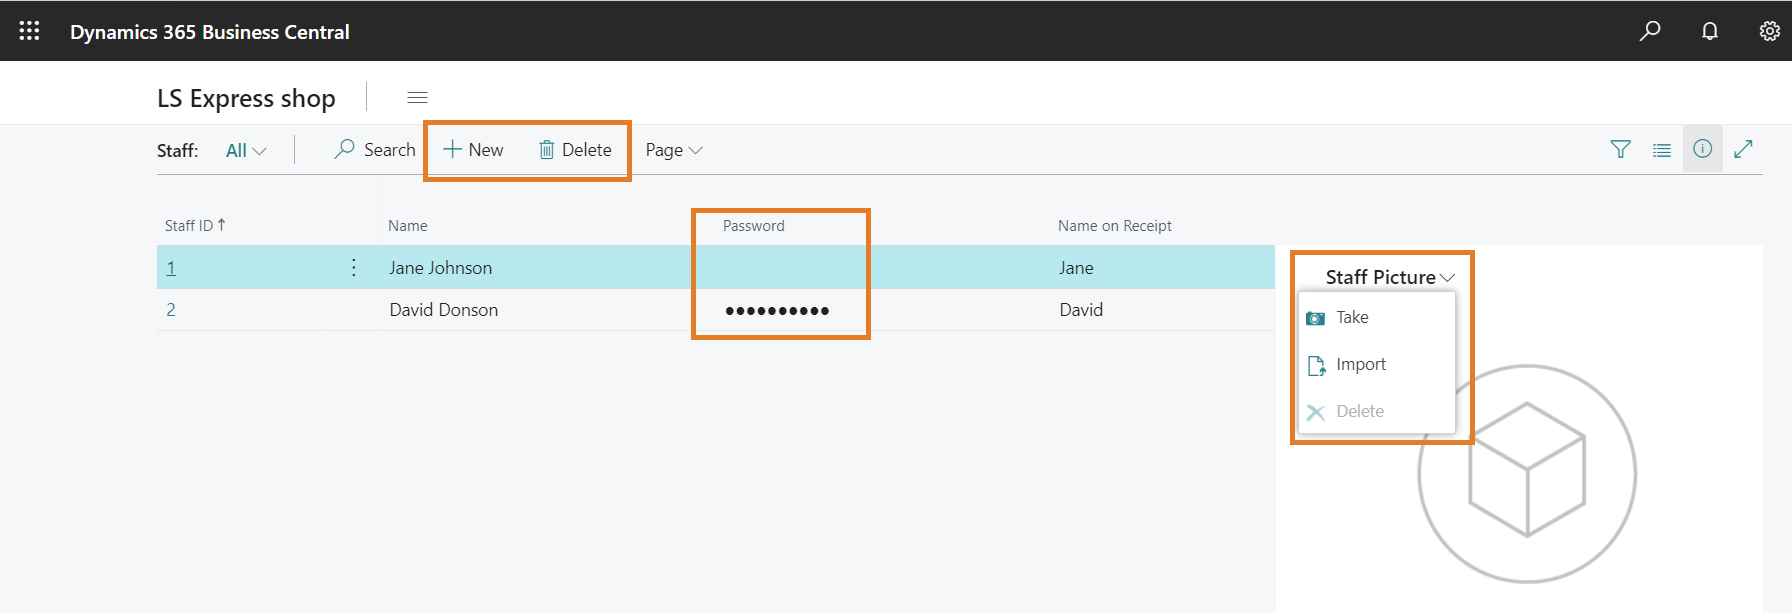 Dynamics 365 Business Central
LS Express shop
Staff: All Search New Delete Page
Staff ID Name Password Name on Receipt
1 Jane Johnson Jane
2 David Donson ●●●●●●●●●● David
Staff Picture
Take
Import
Delete